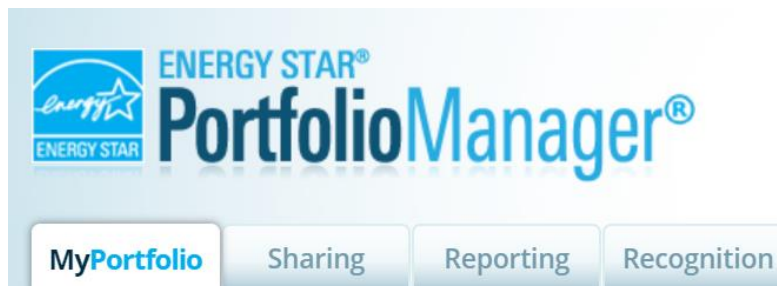 ENERGY STAR®
PortfolioManager®
energy
ENERGY STAR
MyPortfolio
Sharing
Reporting
Recognition